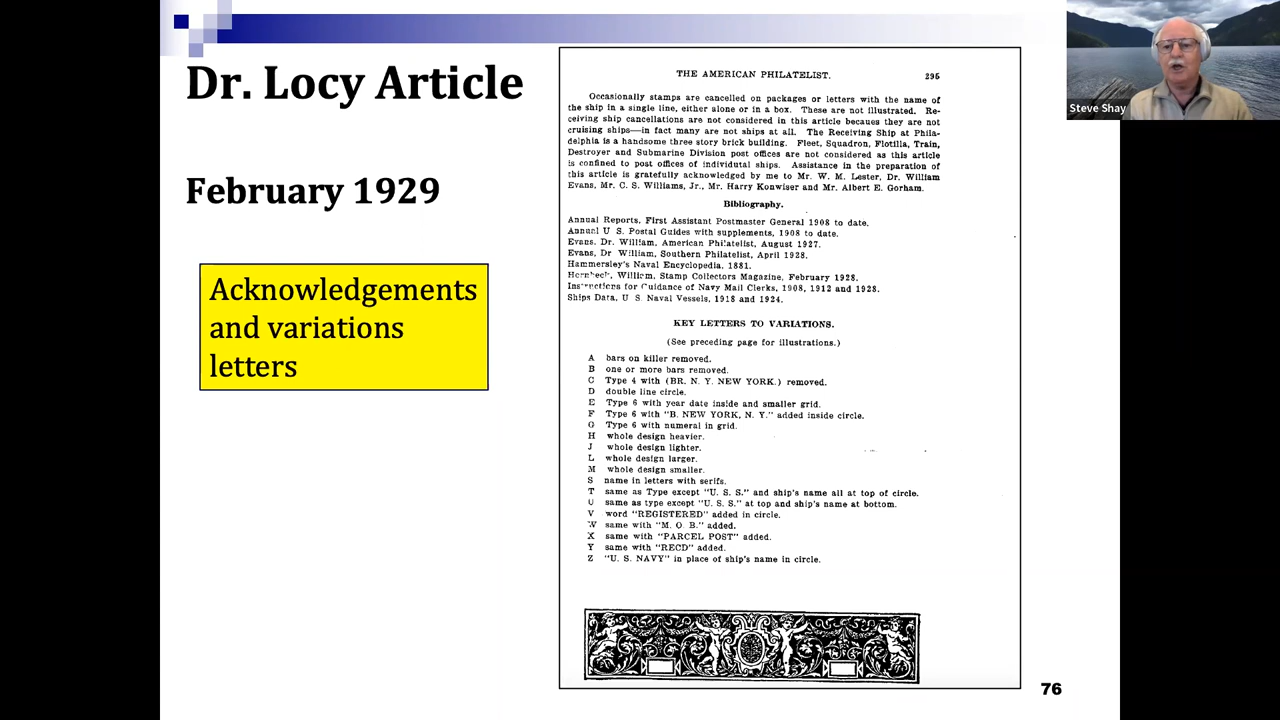 Dr. Locy Article
February 1929
Acknowledgements
and variations
letters
THE AMERICAN PHILATELIST. 295
Occasionally stamps are cancelled on packages or letters with the name of
the ship in a single line, either alone or in a box. These are not illustrated. Re-
ceiving ship cancellations are not considered in this article becaues they are not
cruising ships—in fact many are not ships at all. The Receiving Ship at Phila-
delphia is a handsome three story brick building. Fleet, Squadron, Flotilla, Train,
Destroyer and Submarine Division post offices are not considered as this article
is confined to post offices of individutal ships. Assistance in the preparation of
this article is gratefully acknowledged by me to Mr. W. M. Lester, Dr. William
Evans, Mr. C. S. Williams, Jr., Mr. Harry Konwiser and Mr. Albert E. Gorham.
Bibliography.
Annual Reports, First Assistant Postmaster General 1908 to date.
Annual U S. Postal Guides with supplements, 1908 to date.
Evans, Dr. William, American Philatelist, August 1927.
Evans, Dr William, Southern Philatelist, April 1928.
Hammersley's Naval Encyclopedia, 1881.
Hornbeck, William, Stamp Collectors Magazine, February 1928.
Instructions for Guidance of Navy Mail Clerks, 1908, 1912 and 1928.
Ships Data, U S. Naval Vessels, 1918 and 1924.
KEY LETTERS TO VARIATIONS.
(See preceding page for illustrations.)
A bars on killer removed.
B one or more bars removed.
C Type 4 with (BR. N. Y. NEW YORK.) removed.
D double line circle.
E Type 6 with year date inside and smaller grid.
F Type 6 with "B. NEW YORK, N. Y." added inside circle.
G Type 6 with numeral in grid.
H whole design heavier.
J whole design lighter.
L whole design larger.
M whole design smaller.
S name in letters with serifs.
T same as Type except "U. S. S." and ship's name all at top of circle.
U same as type except "U. S. S." at top and ship's name at bottom.
V word "REGISTERED" added in circle.
W same with "M. O. B." added.
X same with "PARCEL POST" added.
Y same with "RECD" added.
Z "U. S. NAVY" in place of ship's name in circle.
76
Steve Shay